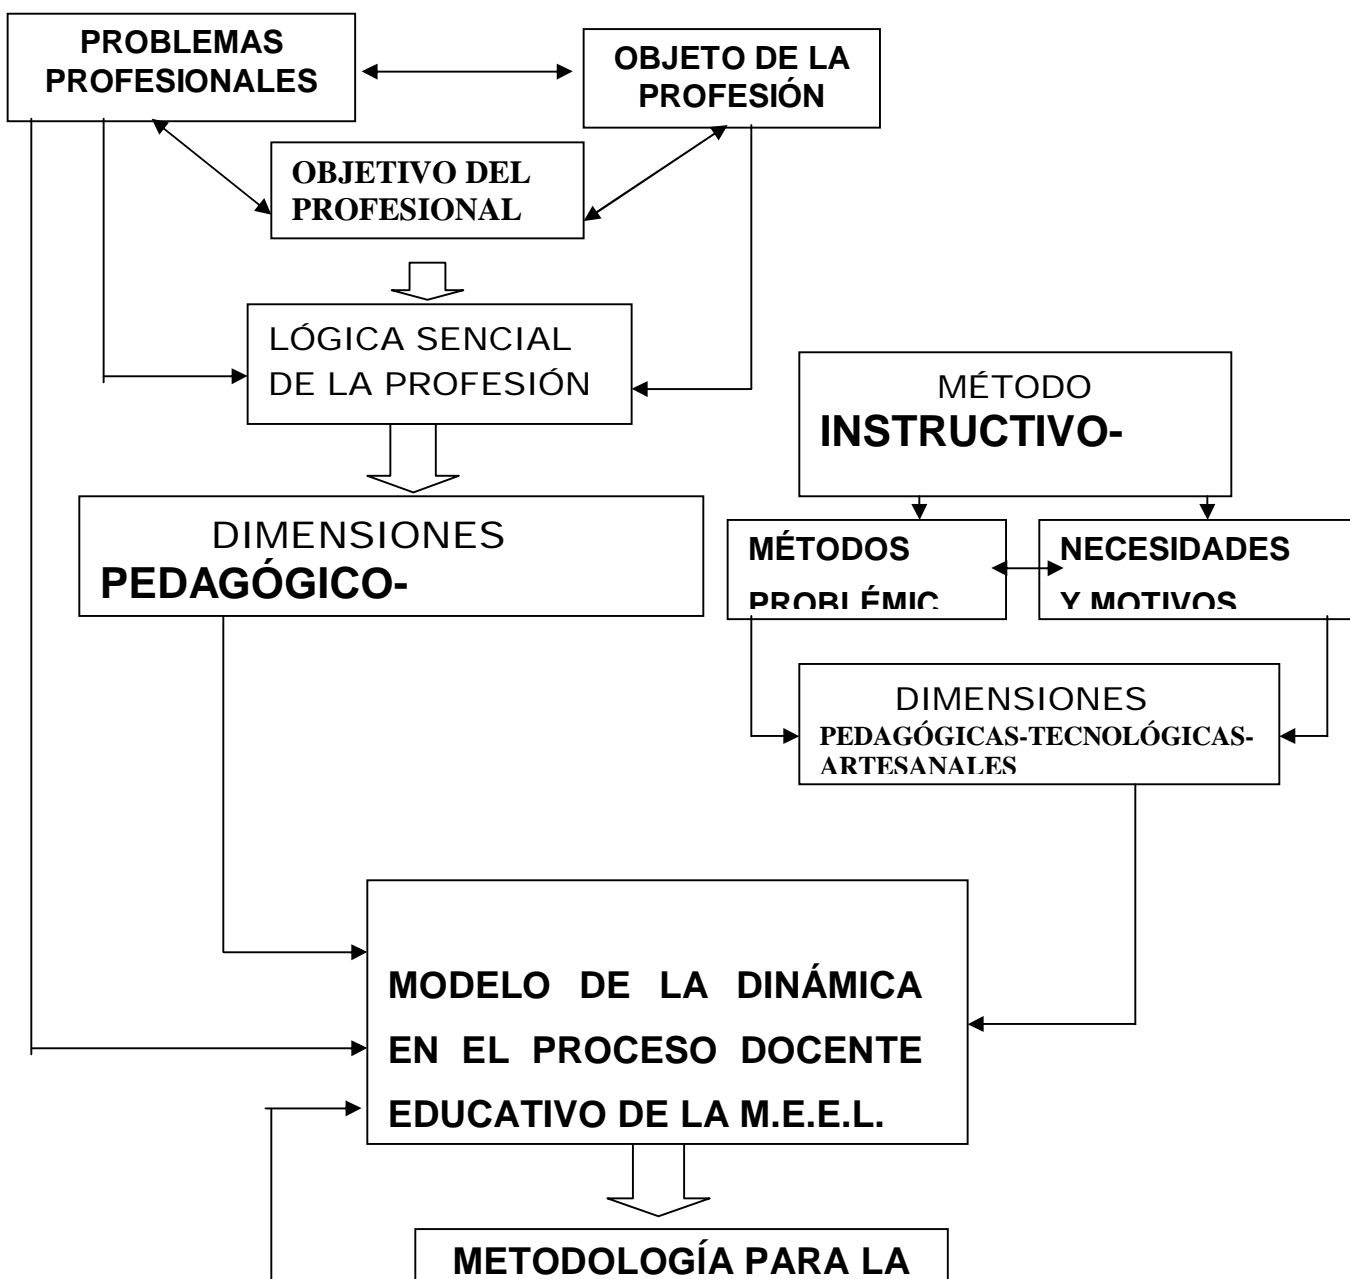 PROBLEMAS
PROFESIONALES
OBJETO DE LA
PROFESIÓN
OBJETIVO DEL
PROFESIONAL
LÓGICA SENCIAL
DE LA PROFESIÓN
MÉTODO
INSTRUCTIVO-
DIMENSIONES
PEDAGÓGICO-
MÉTODOS
PROBLÉMIC
NECESIDADES
Y MOTIVOS
DIMENSIONES
PEDAGÓGICAS-TECNOLÓGICAS-
ARTESANALES
MODELO DE LA DINÁMICA
EN EL PROCESO DOCENTE
EDUCATIVO DE LA M.E.E.L.
METODOLOGÍA PARA LA